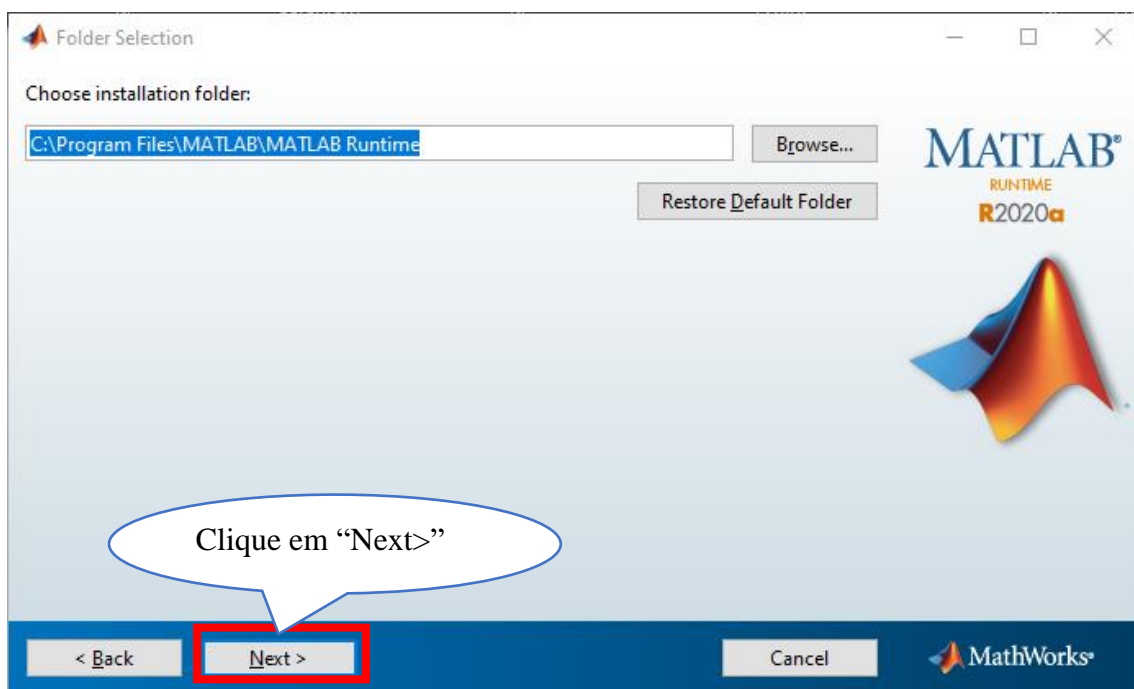 Folder Selection
Choose installation folder:
C:\Program Files\MATLAB\MATLAB Runtime
Browse...
Restore Default Folder
MATLAB®
RUNTIME
R2020a
Clique em “Next>”
< Back
Next >
Cancel
MathWorks®